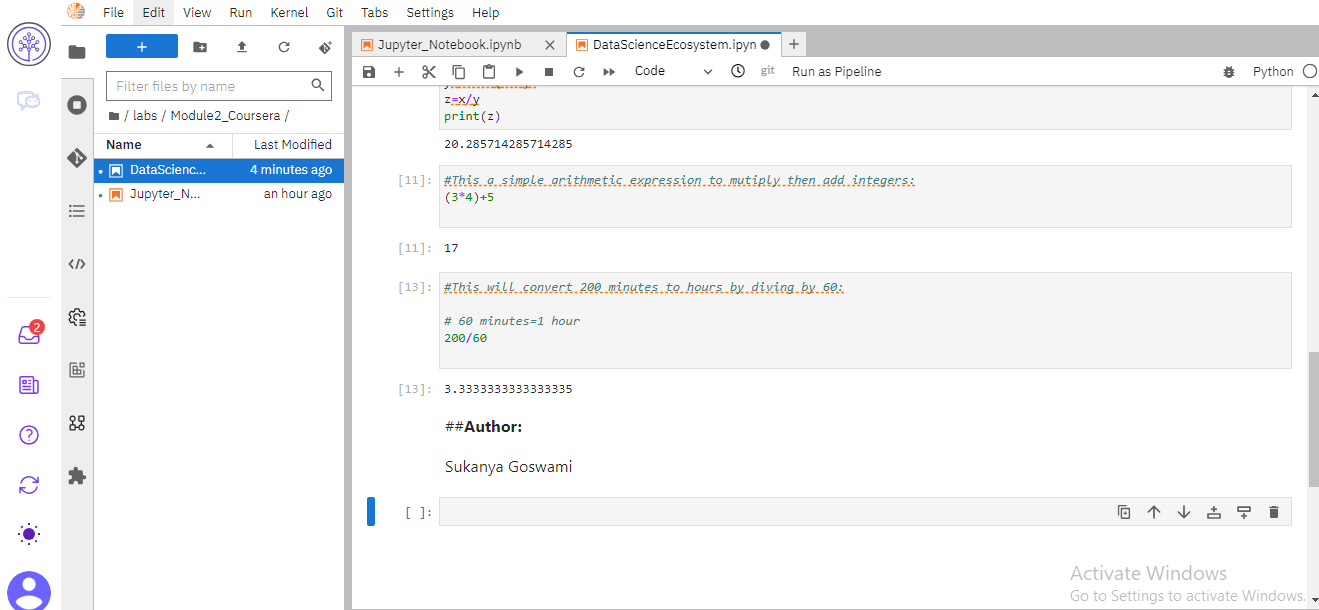 File Edit View Run Kernel Git Tabs Settings Help
+
Filter files by name
/ labs / Module2_Coursera /
Name Last Modified
DataScienc... 4 minutes ago
Jupyter_N... an hour ago
2
Jupyter_Notebook.ipynb
DataScienceEcosystem.ipyn
Code git Run as Pipeline Python
z=x/y
print(z)
20.285714285714285
[11]: #This a simple arithmetic expression to mutiply then add integers:
(3*4)+5
[11]: 17
[13]: #This will convert 200 minutes to hours by diving by 60:
# 60 minutes=1 hour
200/60
[13]: 3.3333333333333335
##Author:
Sukanya Goswami
[ ]:
Activate Windows
Go to Settings to activate Windows.